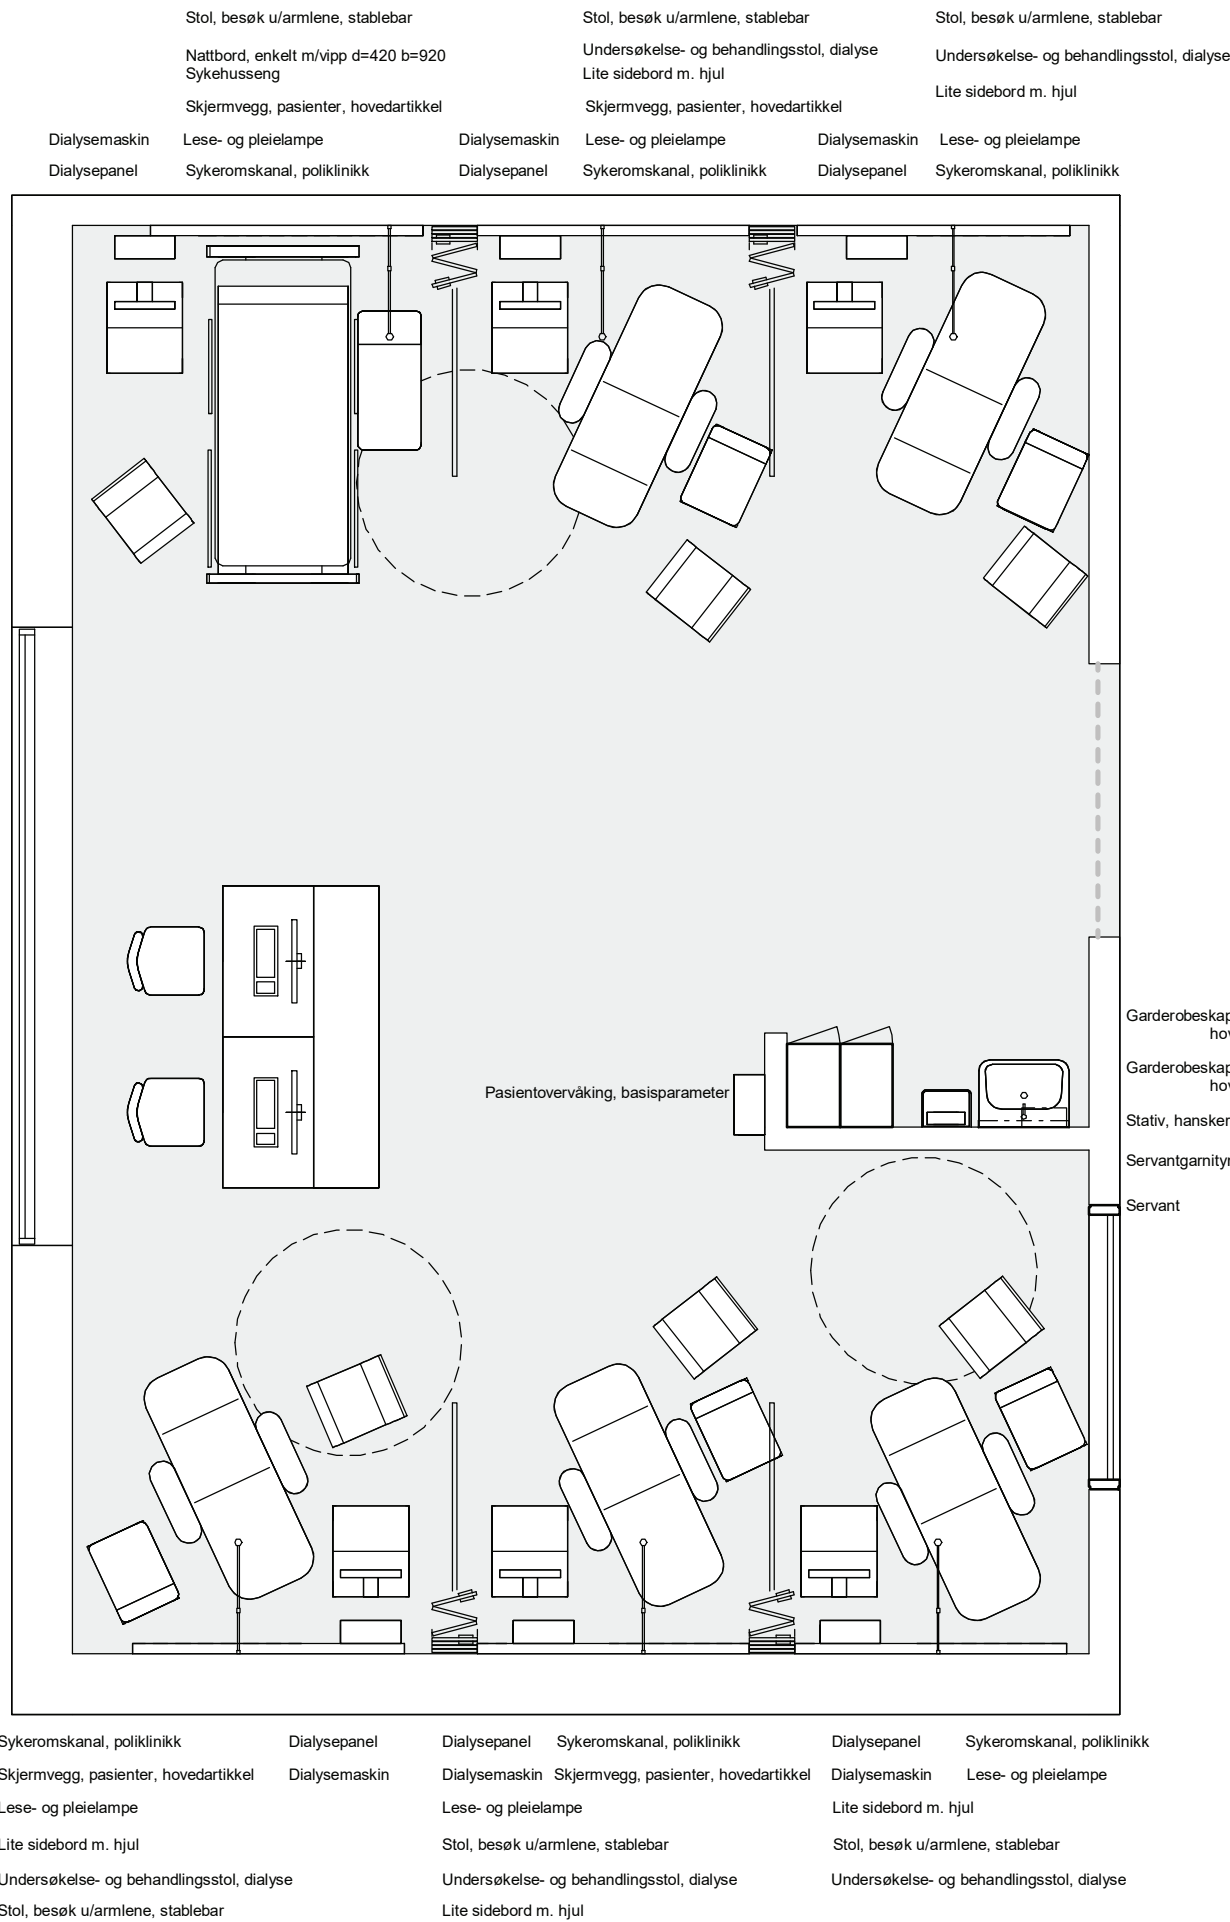 Stol, besøk u/armlene, stablebar
Stol, besøk u/armlene, stablebar
Stol, besøk u/armlene, stablebar
Nattbord, enkelt m/vipp d=420 b=920
Undersøkelse- og behandlingsstol, dialyse
Undersøkelse- og behandlingsstol, dialyse
Sykehusseng
Lite sidebord m. hjul
Lite sidebord m. hjul
Skjermvegg, pasienter, hovedartikkel
Skjermvegg, pasienter, hovedartikkel
Dialysemaskin
Lese- og pleielampe
Dialysemaskin
Lese- og pleielampe
Dialysemaskin
Lese- og pleielampe
Dialysepanel
Sykeromskanal, poliklinikk
Dialysepanel
Sykeromskanal, poliklinikk
Dialysepanel
Sykeromskanal, poliklinikk
Garderobeskap
hov
Pasientovervåking, basisparameter
Garderobeskap
hov
Stativ, hansker
Servantgarnityr
Servant
Sykeromskanal, poliklinikk
Dialysepanel
Dialysepanel
Sykeromskanal, poliklinikk
Dialysepanel
Sykeromskanal, poliklinikk
Skjermvegg, pasienter, hovedartikkel
Dialysemaskin
Dialysemaskin
Skjermvegg, pasienter, hovedartikkel
Dialysemaskin
Lese- og pleielampe
Lese- og pleielampe
Lese- og pleielampe
Lite sidebord m. hjul
Lite sidebord m. hjul
Stol, besøk u/armlene, stablebar
Stol, besøk u/armlene, stablebar
Undersøkelse- og behandlingsstol, dialyse
Undersøkelse- og behandlingsstol, dialyse
Undersøkelse- og behandlingsstol, dialyse
Stol, besøk u/armlene, stablebar
Lite sidebord m. hjul